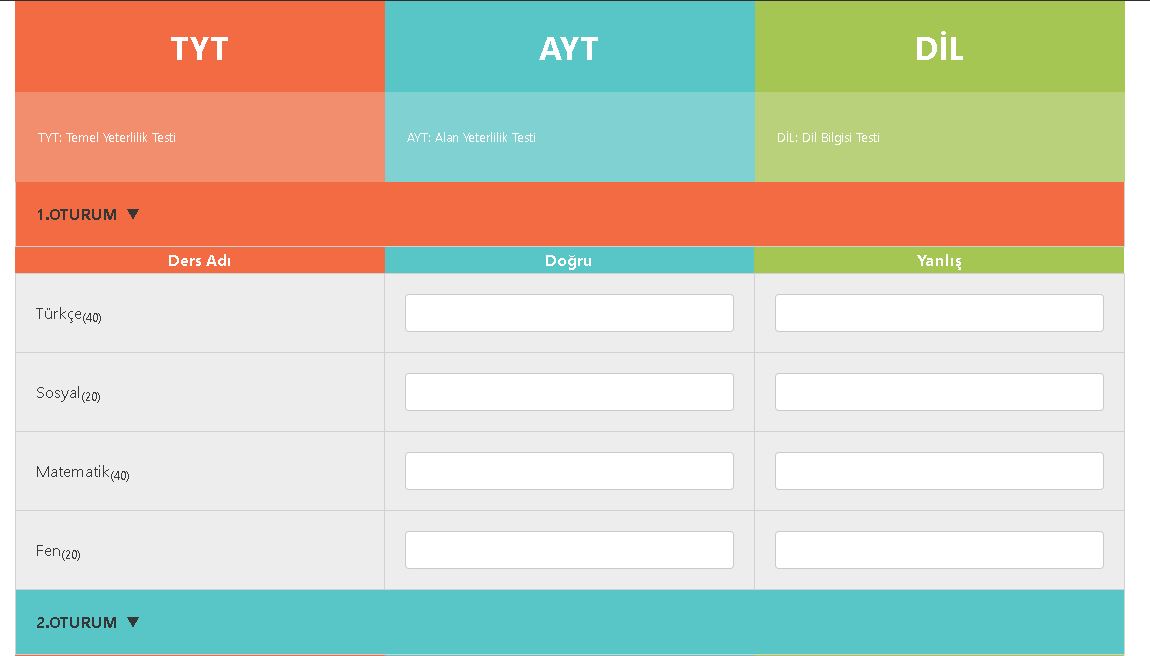 TYT
AYT
DİL
TYT: Temel Yeterlilik Testi
AYT: Alan Yeterlilik Testi
DİL: Dil Bilgisi Testi
1.OTURUM ▼
Ders Adı
Doğru
Yanlış
Türkçe(40)
Sosyal(20)
Matematik(40)
Fen(20)
2.OTURUM ▼